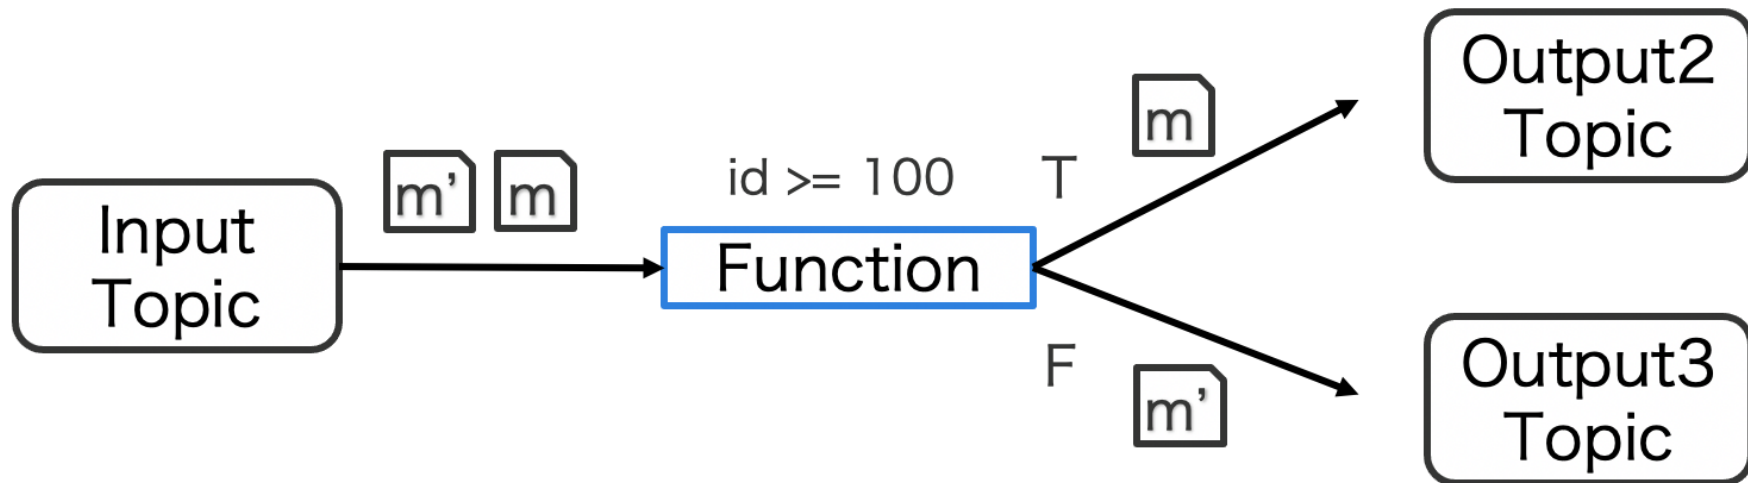 Input
Topic
m’
m
id >= 100
Function
T
m
Output2
Topic
F
m’
Output3
Topic